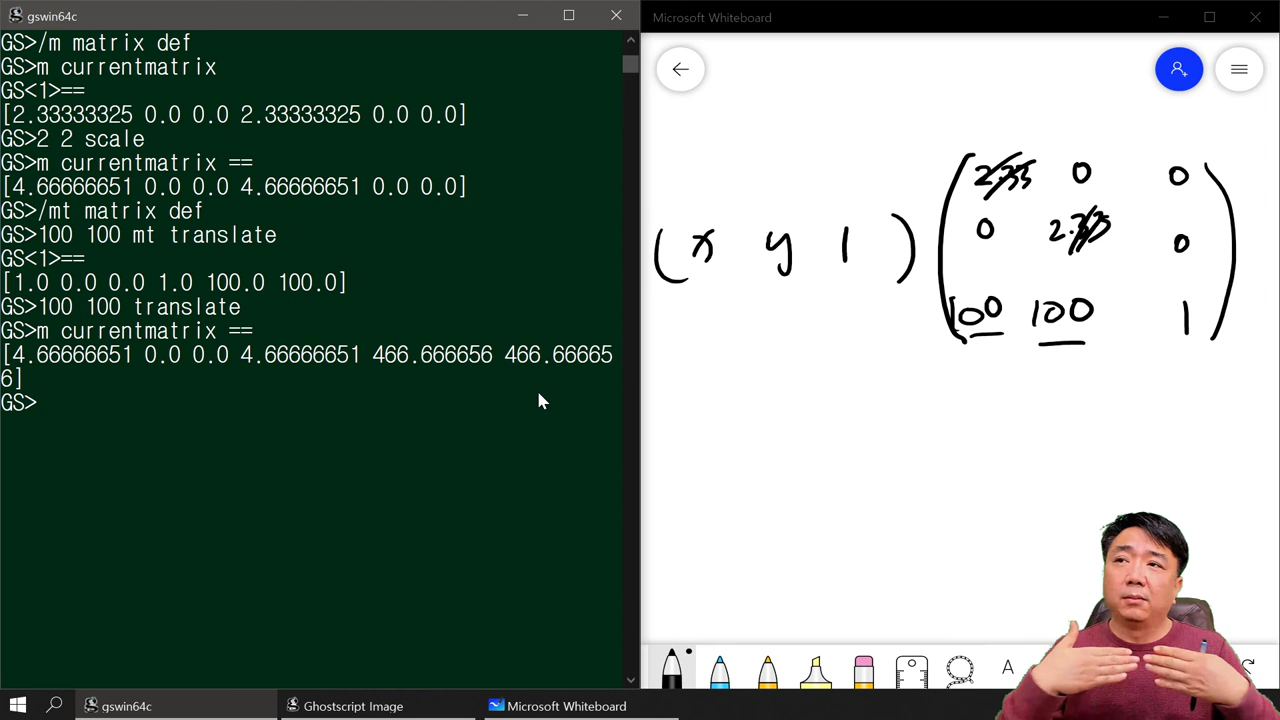 gswin64c
GS>/m matrix def
GS>m currentmatrix
GS<1>==
[2.33333325 0.0 0.0 2.33333325 0.0 0.0]
GS>2 2 scale
GS>m currentmatrix ==
[4.66666651 0.0 0.0 4.66666651 0.0 0.0]
GS>/mt matrix def
GS>100 100 mt translate
GS<1>==
[1.0 0.0 0.0 1.0 100.0 100.0]
GS>100 100 translate
GS>m currentmatrix ==
[4.66666651 0.0 0.0 4.66666651 466.666656 466.66665
6]
GS>
Microsoft Whiteboard
0 0
0 0
(x y 1)
100 100 1
A
gswin64c
Ghostscript Image
Microsoft Whiteboard